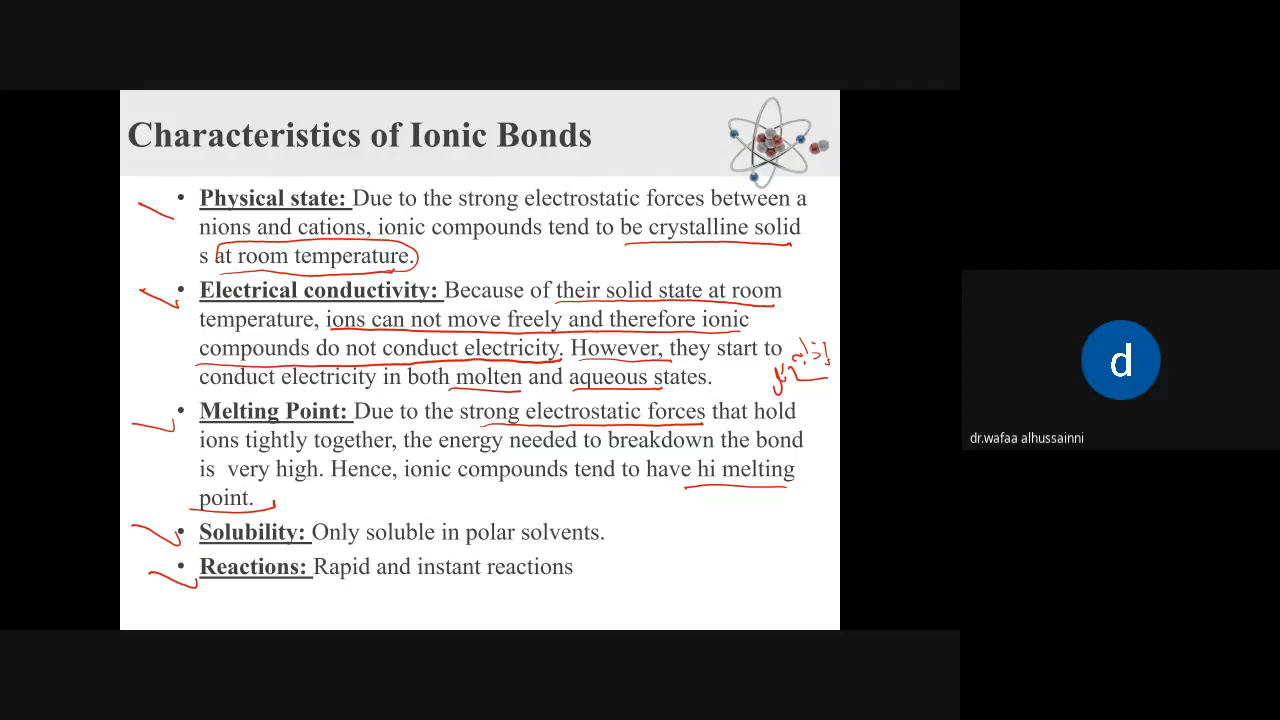 Characteristics of Ionic Bonds
• Physical state: Due to the strong electrostatic forces between a
nions and cations, ionic compounds tend to be crystalline solid
s at room temperature.
• Electrical conductivity: Because of their solid state at room
temperature, ions can not move freely and therefore ionic
compounds do not conduct electricity. However, they start to
conduct electricity in both molten and aqueous states.
• Melting Point: Due to the strong electrostatic forces that hold
ions tightly together, the energy needed to breakdown the bond
is very high. Hence, ionic compounds tend to have hi melting
point.
• Solubility: Only soluble in polar solvents.
• Reactions: Rapid and instant reactions
d
dr.wafaa alhussainni